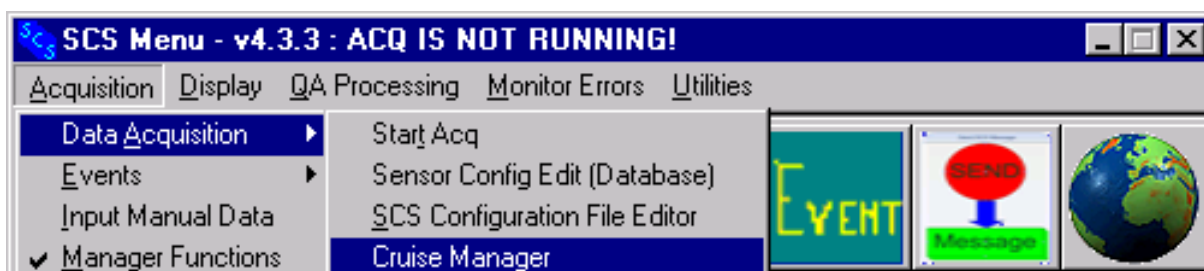 SCS SCS Menu - v4.3.3 : ACQ IS NOT RUNNING!
Acquisition Display QA Processing Monitor Errors Utilities
Data Acquisition
Events
Input Manual Data
Manager Functions
Start Acq
Sensor Config Edit (Database)
SCS Configuration File Editor
Cruise Manager
EVENT
SEND
Message